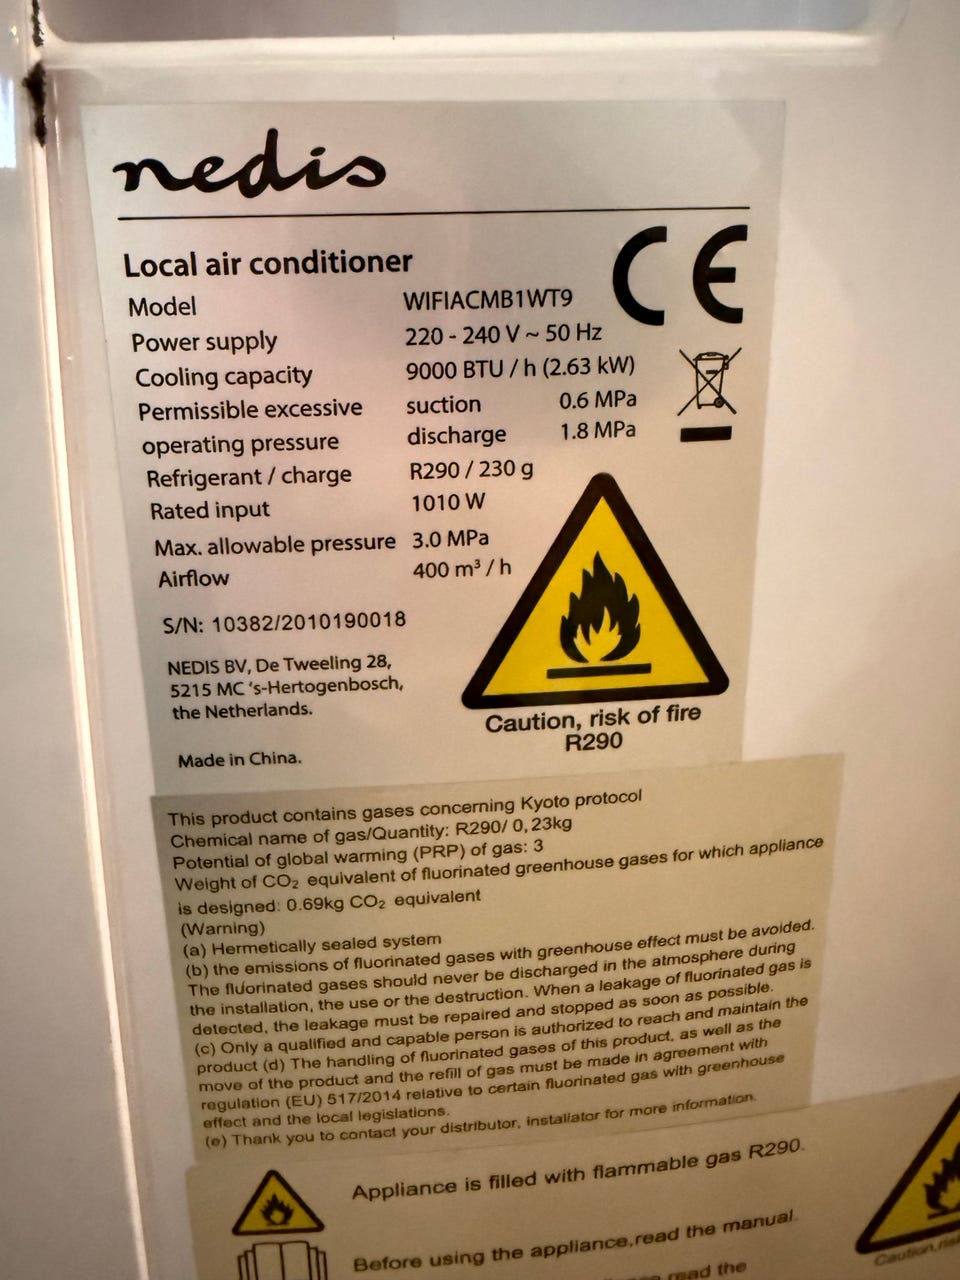 nedis
Local air conditioner
CE
Model WIFIACMB1WT9
Power supply 220 - 240 V ~ 50 Hz
Cooling capacity 9000 BTU / h (2.63 kW)
Permissible excessive suction 0.6 MPa
operating pressure discharge 1.8 MPa
Refrigerant / charge R290 / 230 g
Rated input 1010 W
Max. allowable pressure 3.0 MPa
Airflow 400 m³ / h
S/N: 10382/2010190018
NEDIS BV, De Tweeling 28,
5215 MC 's-Hertogenbosch,
the Netherlands.
Made in China.
Caution, risk of fire
R290
This product contains gases concerning Kyoto protocol
Chemical name of gas/Quantity: R290/ 0,23kg
Potential of global warming (PRP) of gas: 3
Weight of CO₂ equivalent of fluorinated greenhouse gases for which appliance
is designed: 0.69kg CO₂ equivalent
(Warning)
(a) Hermetically sealed system
(b) the emissions of fluorinated gases with greenhouse effect must be avoided.
The fluorinated gases should never be discharged in the atmosphere during
the installation, the use or the destruction. When a leakage of fluorinated gas is
detected, the leakage must be repaired and stopped as soon as possible.
(c) Only a qualified and capable person is authorized to reach and maintain the
product (d) The handling of fluorinated gases of this product, as well as the
move of the product and the refill of gas must be made in agreement with
regulation (EU) 517/2014 relative to certain fluorinated gas with greenhouse
effect and the local legislations.
(e) Thank you to contact your distributor, installator for more information.
Appliance is filled with flammable gas R290.
Before using the appliance,read the manual.
read the
Caution,